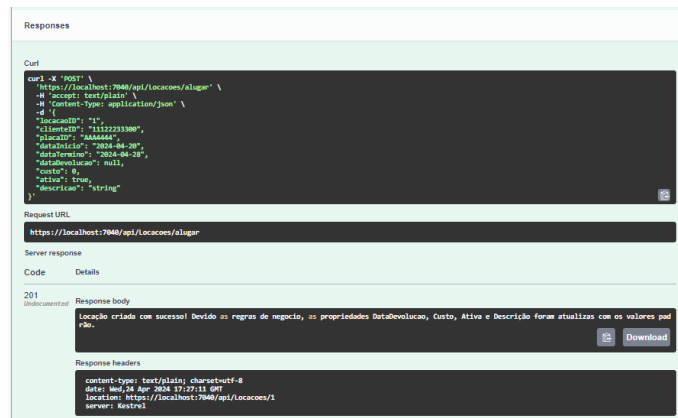 Responses
Curl
curl -X 'POST' \
'https://localhost:7040/api/Locacoes/alugar' \
-H 'accept: text/plain' \
-H 'Content-Type: application/json' \
-d '{
"locacaoID": "1",
"clienteID": "11122233300",
"placaID": "AAA4444",
"dataInicio": "2024-04-20",
"dataTermino": "2024-04-28",
"dataDevolucao": null,
"custo": 0,
"ativa": true,
"descricao": "string"
}'
Request URL
https://localhost:7040/api/Locacoes/alugar
Server response
Code Details
201 Undocumented
Response body
Locação criada com sucesso! Devido as regras de negocio, as propriedades DataDevolucao, Custo, Ativa e Descrição foram atualizas com os valores pad
rão.
Download
Response headers
content-type: text/plain; charset=utf-8
date: Wed,24 Apr 2024 17:27:11 GMT
location: https://localhost:7040/api/Locacoes/1
server: Kestrel